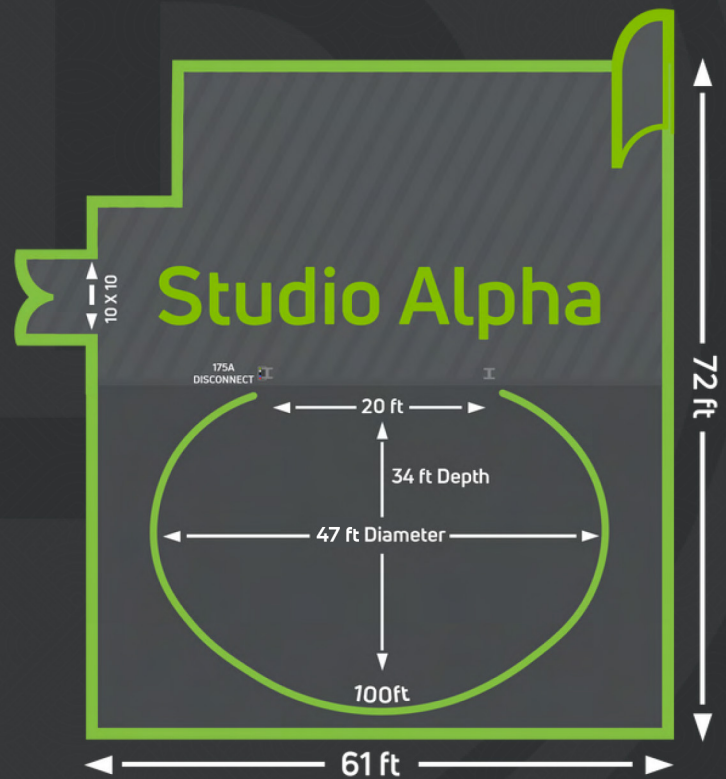 10 X 10
Studio Alpha
175A
DISCONNECT
20 ft
34 ft Depth
47 ft Diameter
100ft
72 ft
61 ft